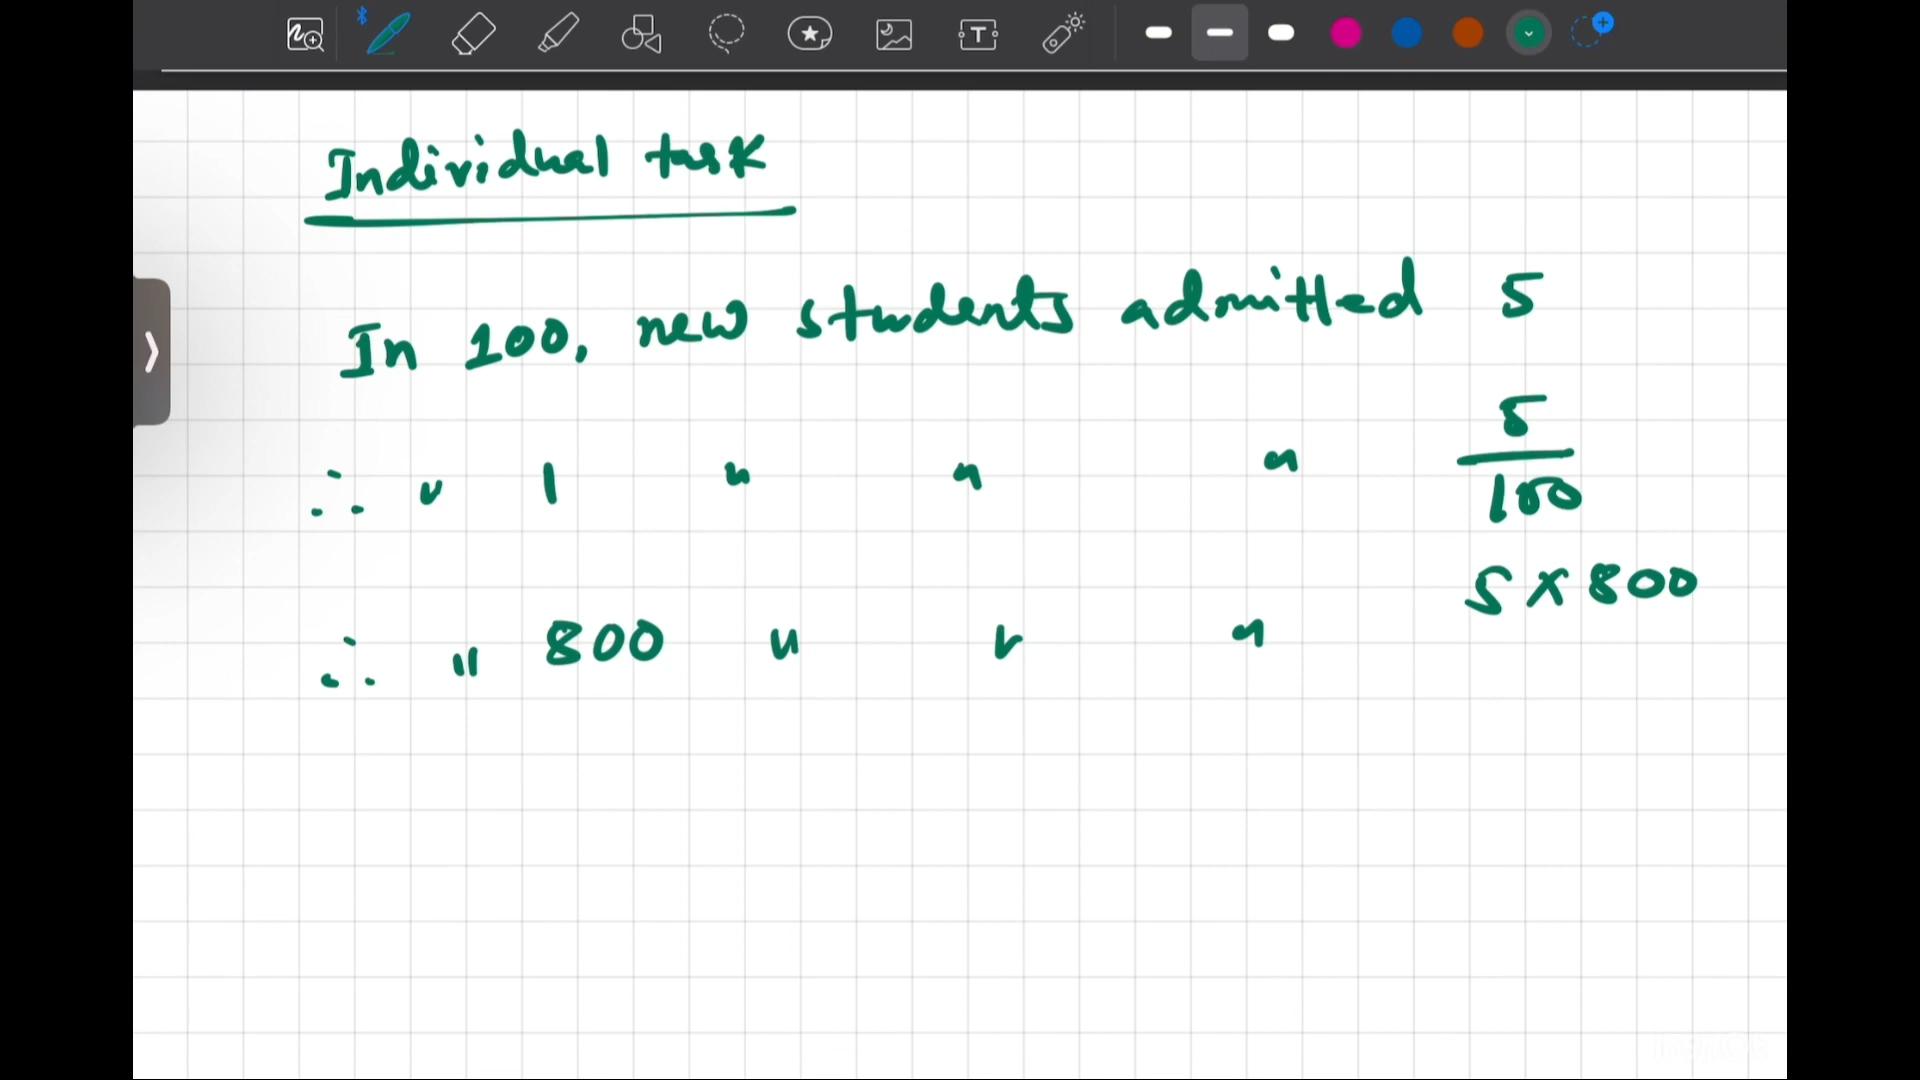 Individual task
In 100, new students admitted 5
∴ " 1 " " " 5/100
∴ " 800 " " " 5 × 800